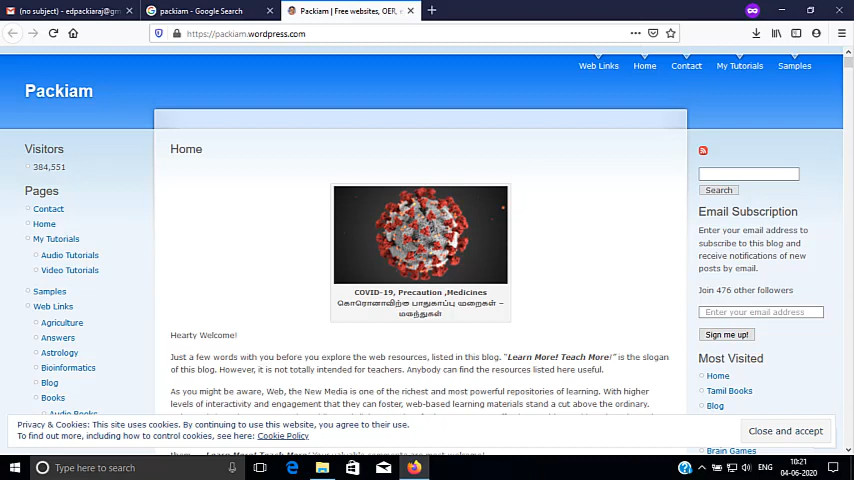 (no subject) - edpackiaraj@gm
packiam - Google Search
Packiam | Free websites, OER,
https://packiam.wordpress.com
Web Links Home Contact My Tutorials Samples
Packiam
Visitors
384,551
Pages
Contact
Home
My Tutorials
Audio Tutorials
Video Tutorials
Samples
Web Links
Agriculture
Answers
Astrology
Bioinformatics
Blog
Books
Audio Books
Home
COVID-19, Precaution ,Medicines
கொரொனாவிற்கு பாதுகாப்பு முறைகள் –
மருந்துகள்
Hearty Welcome!
Just a few words with you before you explore the web resources, listed in this blog. "Learn More! Teach More!" is the slogan
of this blog. However, it is not totally intended for teachers. Anybody can find the resources listed here useful.
As you might be aware, Web, the New Media is one of the richest and most powerful repositories of learning. With higher
levels of interactivity and engagement that they can foster, web-based learning materials stand a cut above the ordinary.
Search
Email Subscription
Enter your email address to
subscribe to this blog and
receive notifications of new
posts by email.
Join 476 other followers
Enter your email address
Sign me up!
Most Visited
Home
Tamil Books
Blog
Brain Games
Privacy & Cookies: This site uses cookies. By continuing to use this website, you agree to their use.
To find out more, including how to control cookies, see here: Cookie Policy
Close and accept
Type here to search
ENG
10:21
04-06-2020